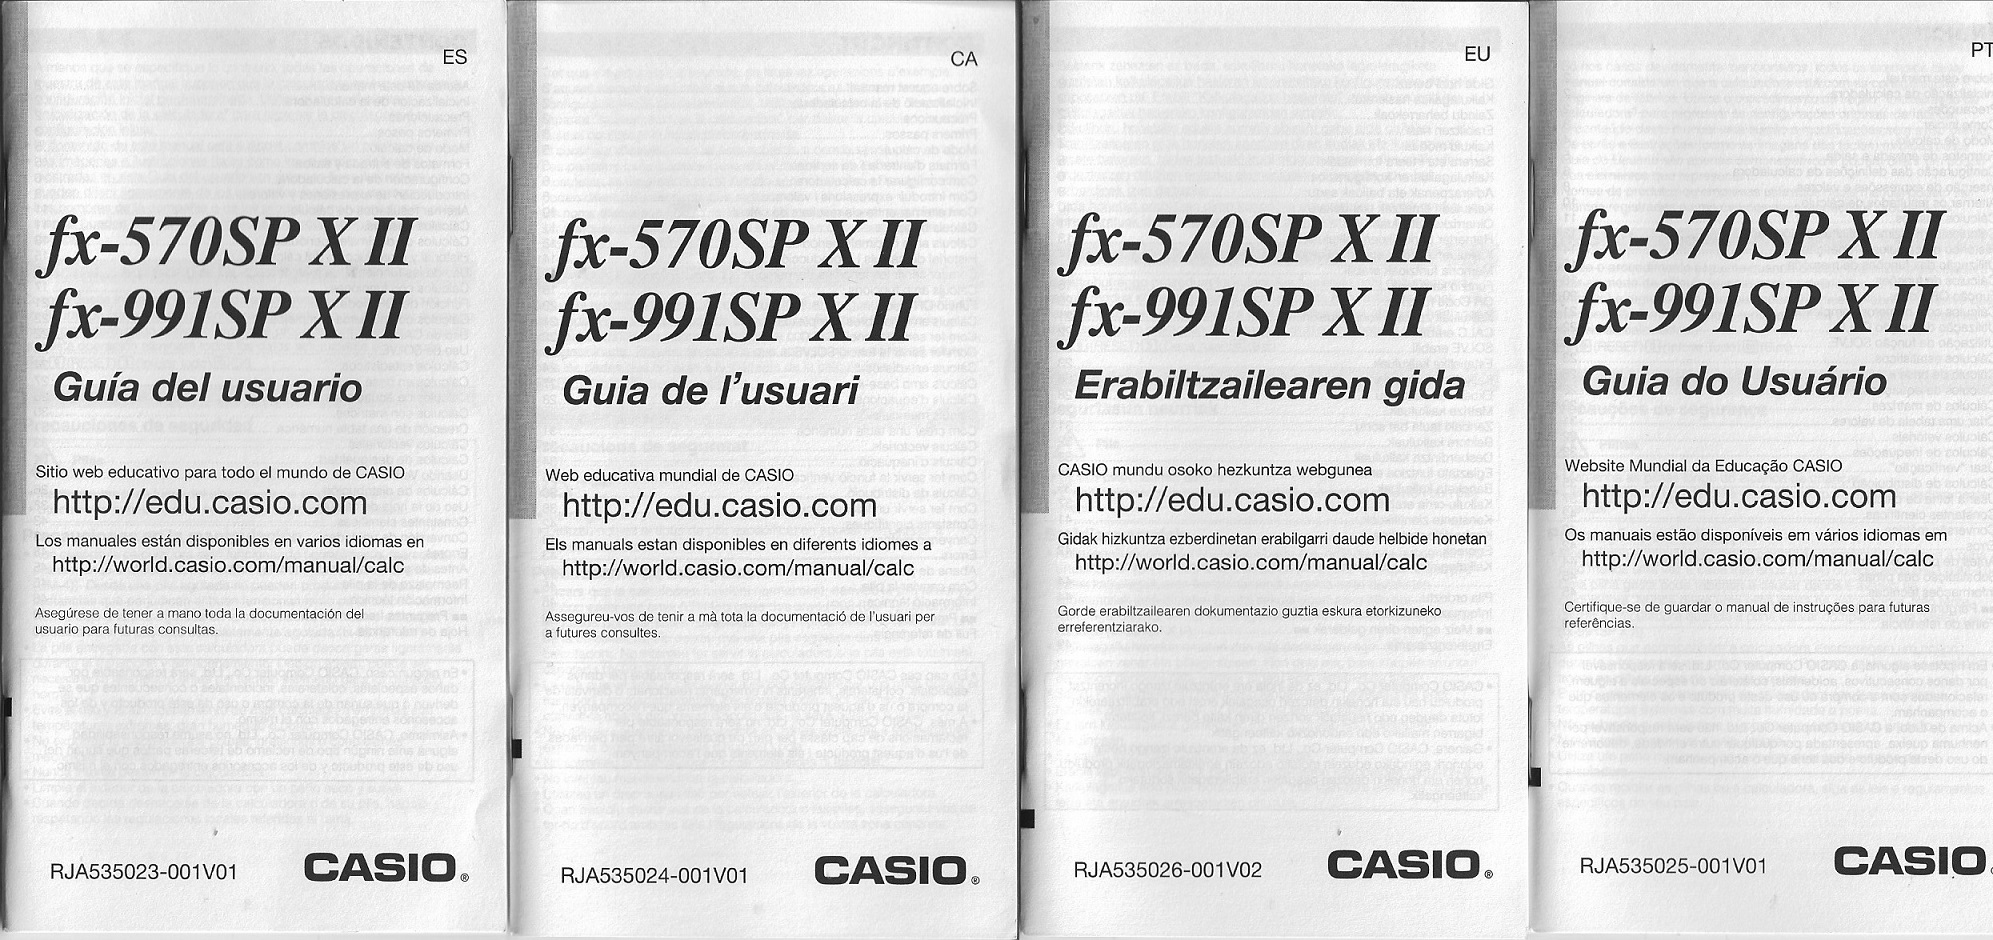 ES
fx-570SP X II
fx-991SP X II
Guía del usuario
Sitio web educativo para todo el mundo de CASIO
http://edu.casio.com
Los manuales están disponibles en varios idiomas en
http://world.casio.com/manual/calc
Asegúrese de tener a mano toda la documentación del
usuario para futuras consultas.
RJA535023-001V01
CASIO®
CA
fx-570SP X II
fx-991SP X II
Guia de l’usuari
Web educativa mundial de CASIO
http://edu.casio.com
Els manuals estan disponibles en diferents idiomes a
http://world.casio.com/manual/calc
Assegureu-vos de tenir a mà tota la documentació de l'usuari per
a futures consultes.
RJA535024-001V01
CASIO®
EU
fx-570SP X II
fx-991SP X II
Erabiltzailearen gida
CASIO mundu osoko hezkuntza webgunea
http://edu.casio.com
Gidak hizkuntza ezberdinetan erabilgarri daude helbide honetan
http://world.casio.com/manual/calc
Gorde erabiltzailearen dokumentazio guztia eskura etorkizuneko
erreferentziarako.
RJA535026-001V02
CASIO®
PT
fx-570SP X II
fx-991SP X II
Guia do Usuário
Website Mundial da Educação CASIO
http://edu.casio.com
Os manuais estão disponíveis em vários idiomas em
http://world.casio.com/manual/calc
Certifique-se de guardar o manual de instruções para futuras
referências.
RJA535025-001V01
CASIO